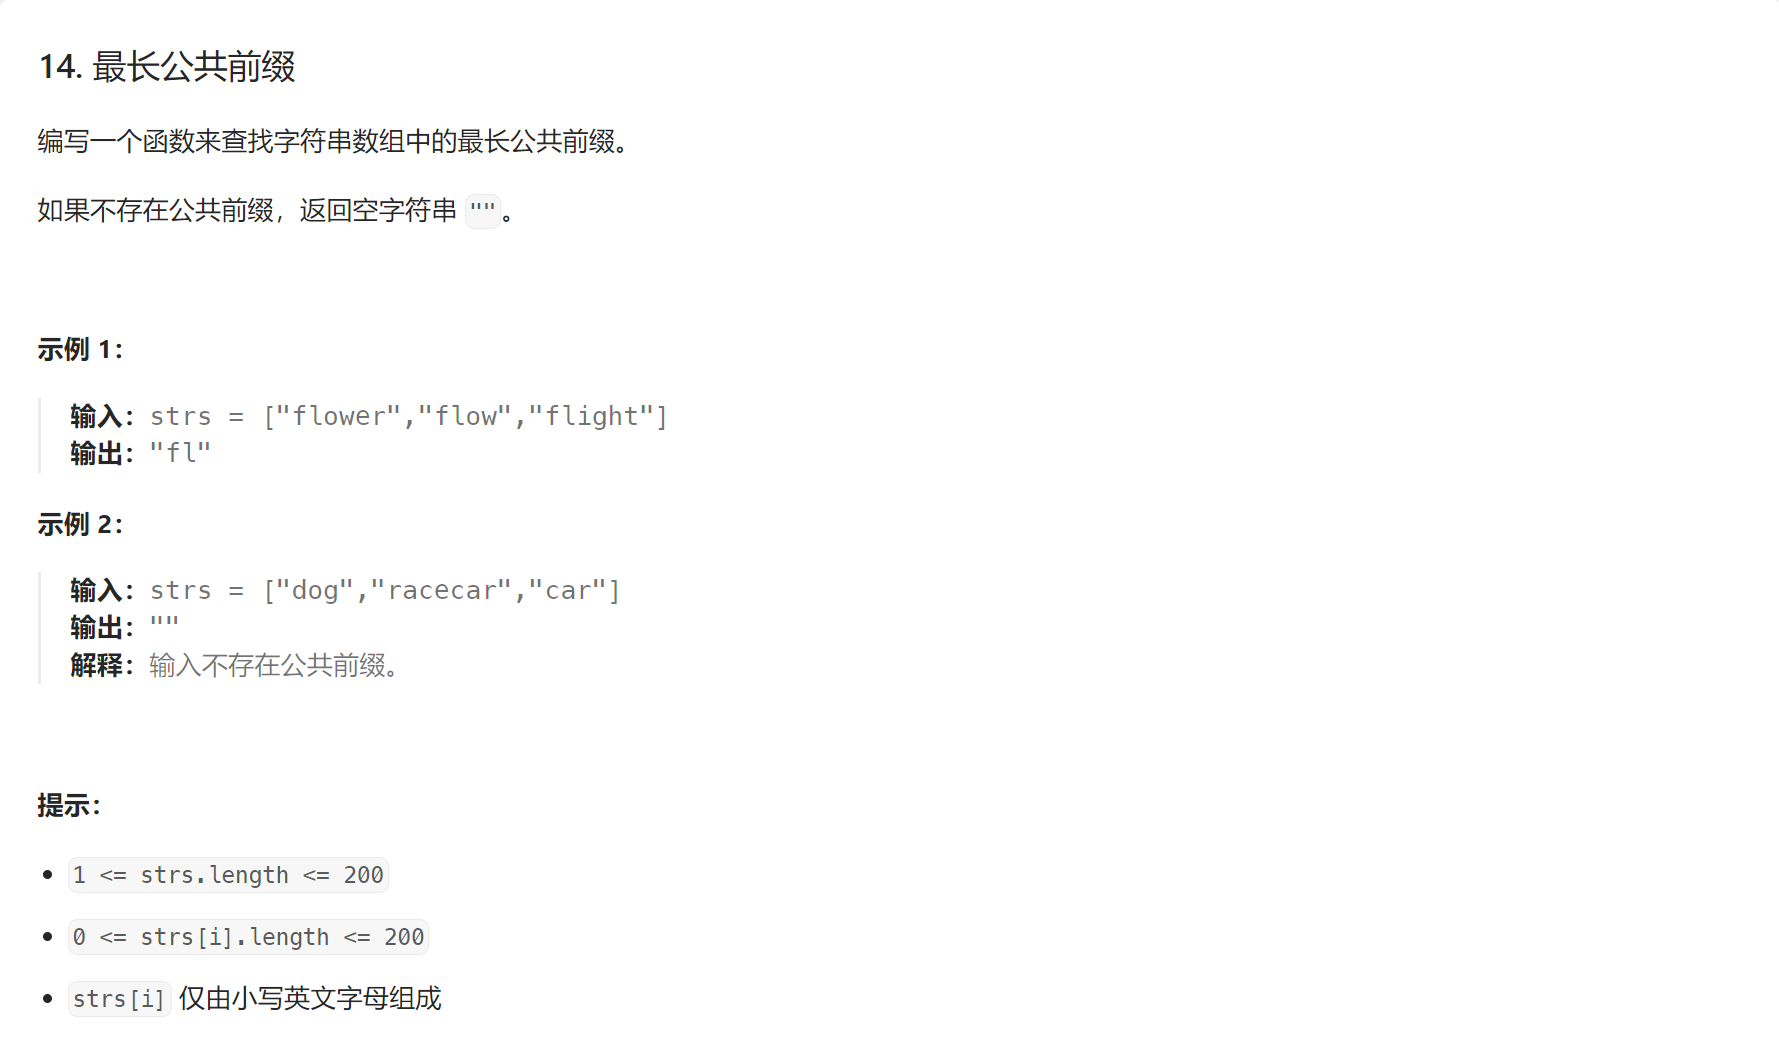 14. 最长公共前缀
编写一个函数来查找字符串数组中的最长公共前缀。
如果不存在公共前缀，返回空字符串 ""。
示例 1：
输入：strs = ["flower","flow","flight"]
输出："fl"
示例 2：
输入：strs = ["dog","racecar","car"]
输出：""
解释：输入不存在公共前缀。
提示：
• 1 <= strs.length <= 200
• 0 <= strs[i].length <= 200
• strs[i] 仅由小写英文字母组成